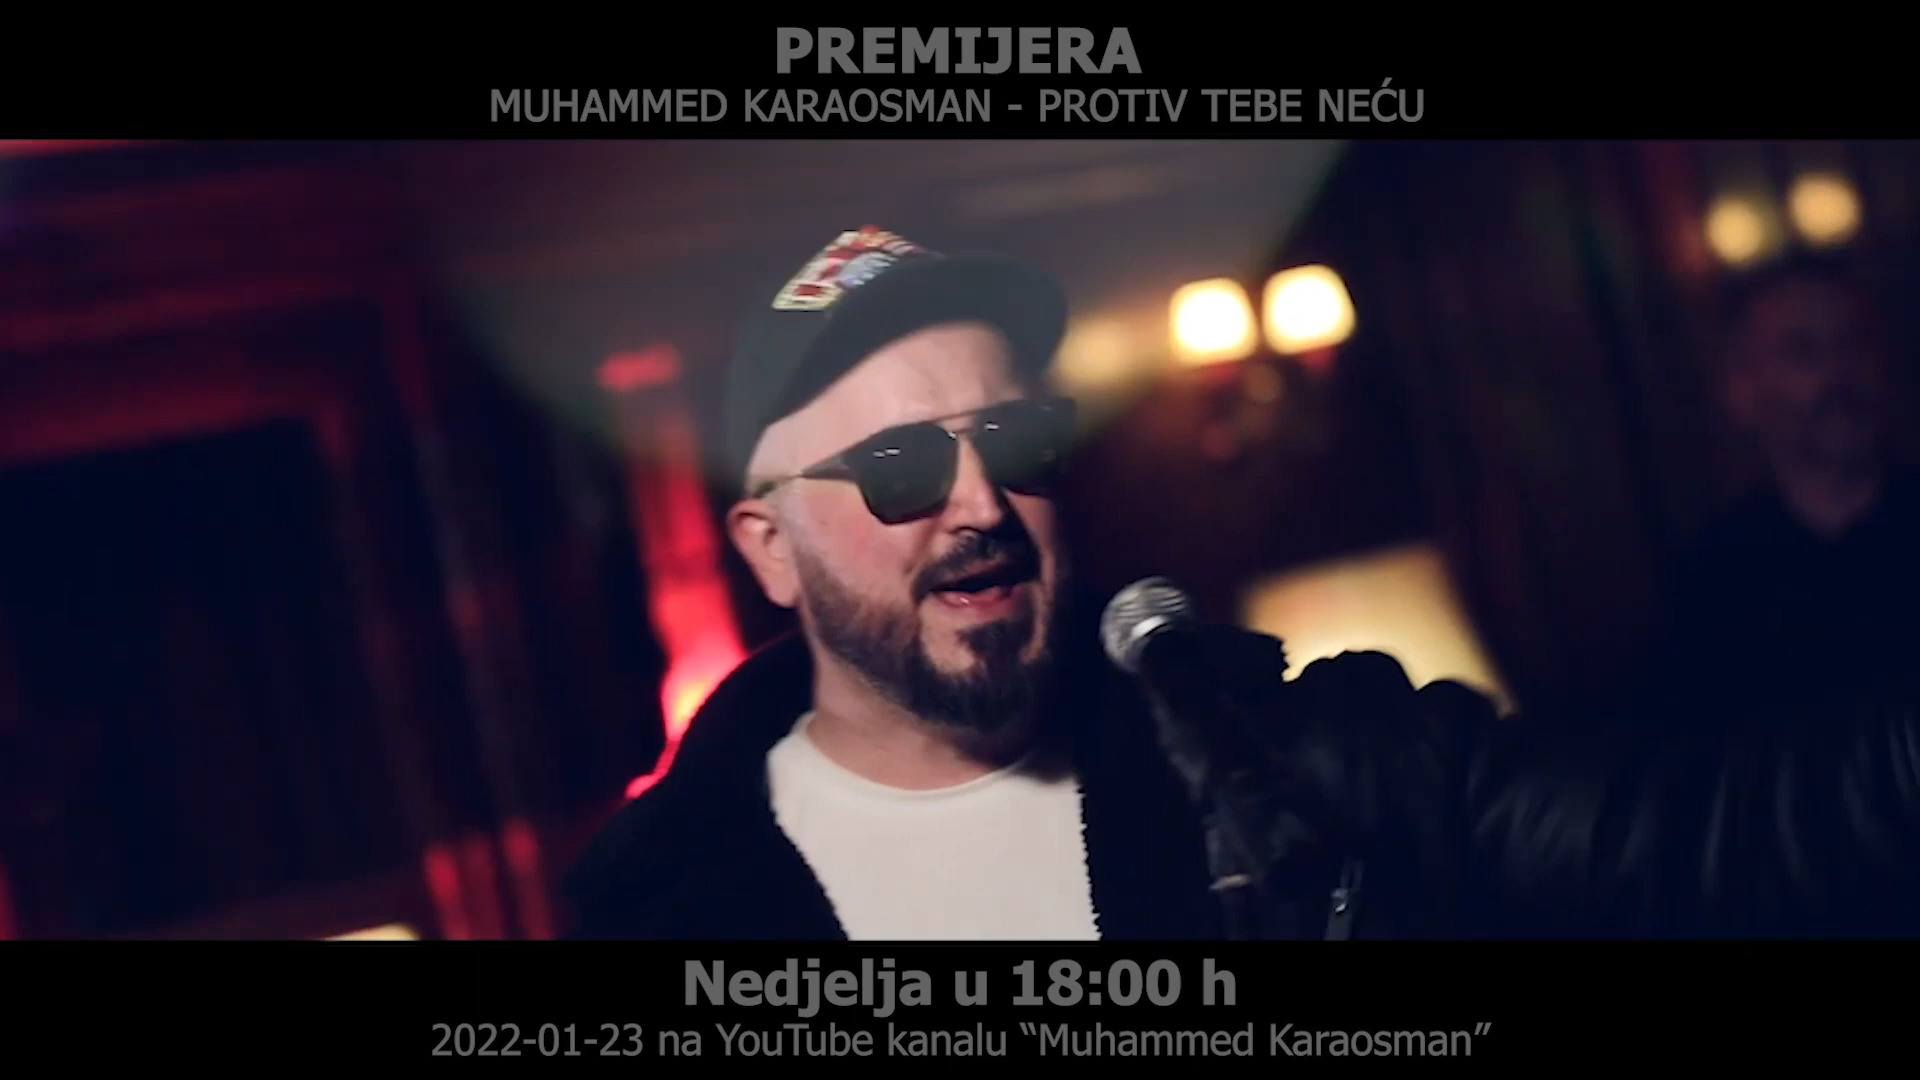 PREMIJERA
MUHAMMED KARAOSMAN - PROTIV TEBE NEĆU
Nedjelja u 18:00 h
2022-01-23 na YouTube kanalu “Muhammed Karaosman”